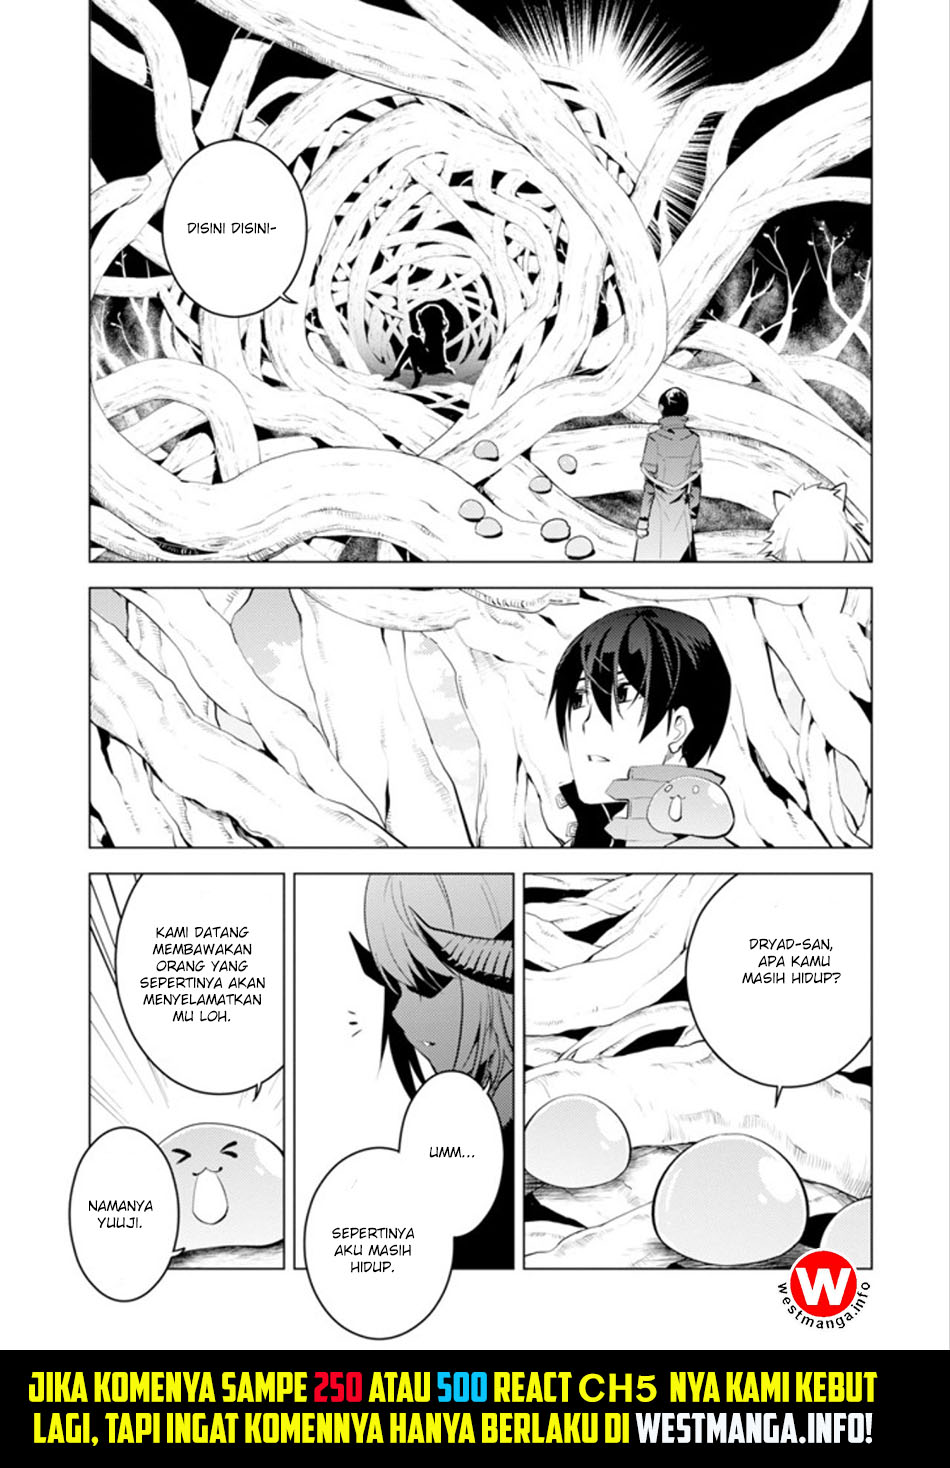 DISINI DISINI-
DRYAD-SAN,
APA KAMU
MASIH HIDUP?
UMM...
SEPERTINYA
AKU MASIH
HIDUP.
KAMI DATANG
MEMBAWAKAN
ORANG YANG
SEPERTINYA AKAN
MENYELAMATKAN
MU LOH.
NAMANYA
YUUJI.
W
westmanga.info
JIKA KOMENYA SAMPE 250 ATAU 500 REACT CH5 NYA KAMI KEBUT
LAGI, TAPI INGAT KOMENNYA HANYA BERLAKU DI WESTMANGA.INFO!